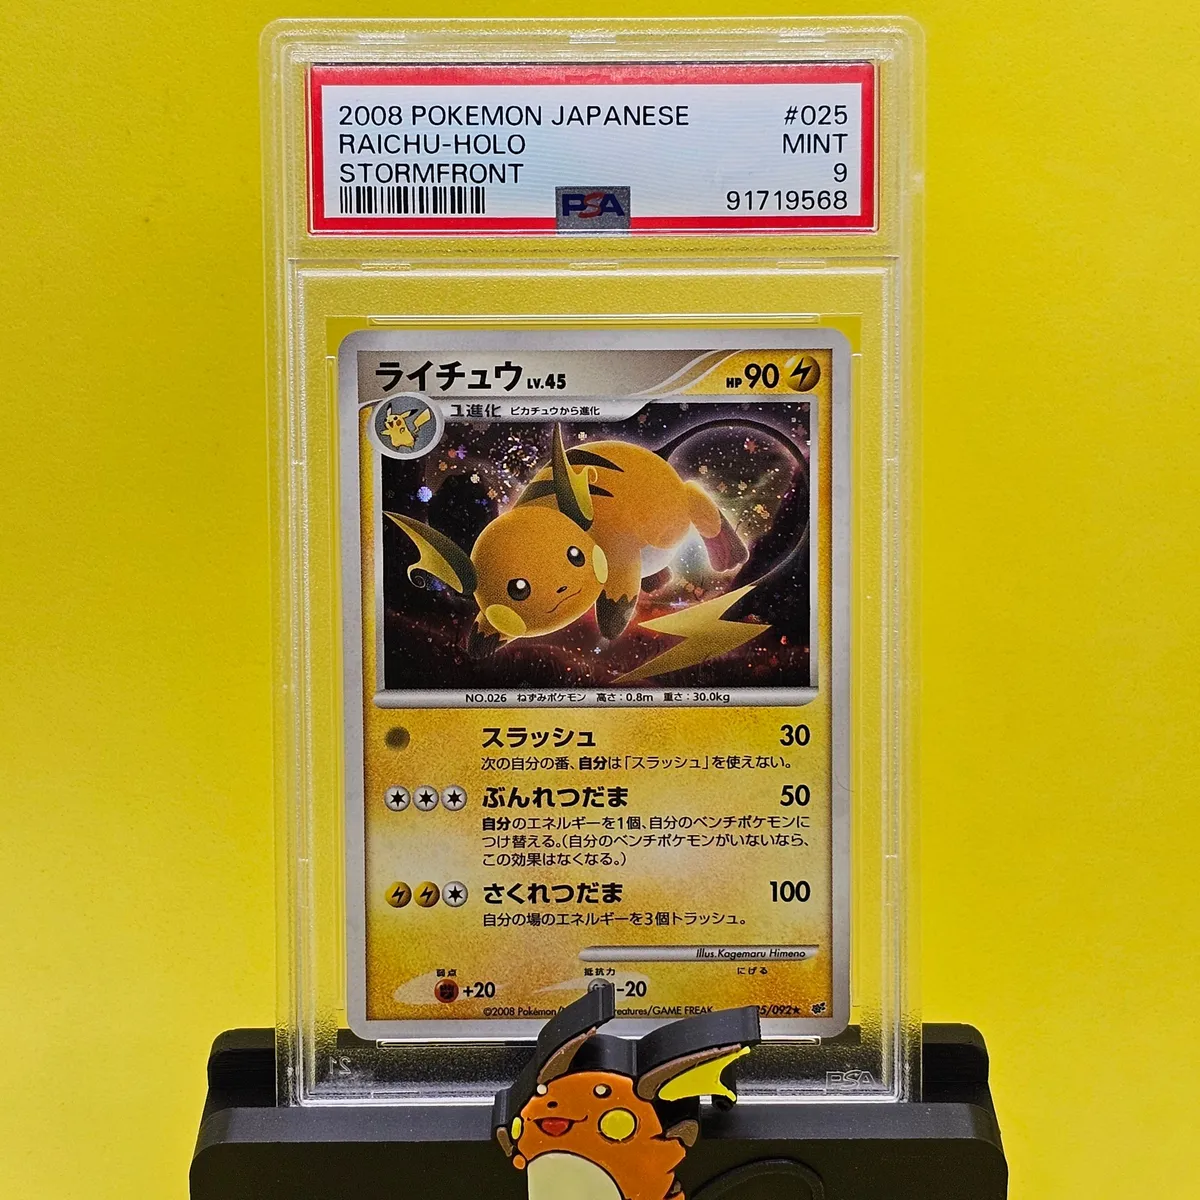 2008 POKEMON JAPANESE #025
RAICHU-HOLO MINT
STORMFRONT 9
PSA 91719568
ライチュウ LV.45 HP 90
1進化 ピカチュウから進化
NO.026 ねずみポケモン 高さ:0.8m 重さ:30.0kg
スラッシュ 30
次の自分の番、自分は「スラッシュ」を使えない。
ぶんれつだま 50
自分のエネルギーを1個、自分のベンチポケモンに
つけ替える。(自分のベンチポケモンがいないなら、
この効果はなくなる。)
さくれつだま 100
自分の場のエネルギーを3個トラッシュ。
Illus.Kagemaru Himeno
弱点 抵抗力 にげる
+20 -20
©2008 Pokémon/ reatures/GAME FREAK. 5/092★
PSA